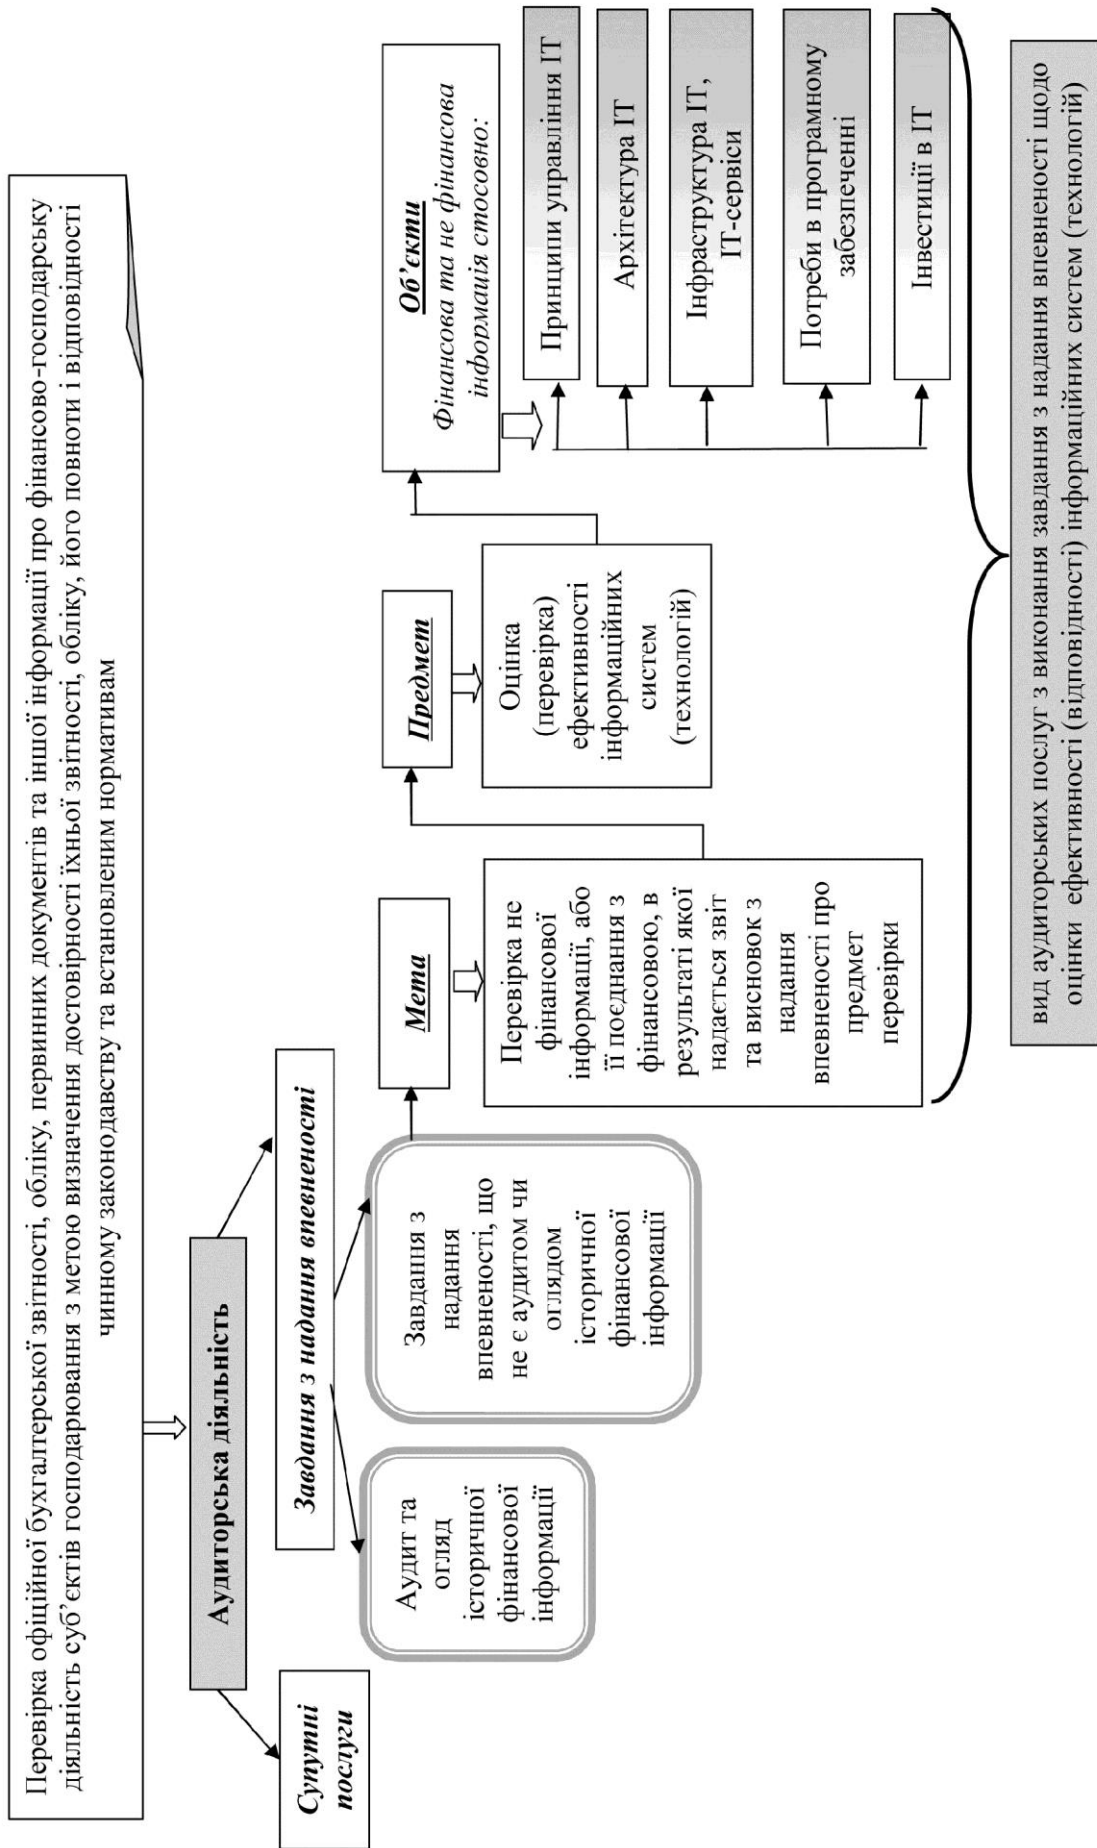 Перевірка офіційної бухгалтерської звітності, обліку, первинних документів та іншої інформації про фінансово-господарську
діяльність суб’єктів господарювання з метою визначення достовірності їхньої звітності, обліку, його повноти і відповідності
чинному законодавству та встановленим нормативам
Аудиторська діяльність
Супутні
послуги
Завдання з надання впевненості
Аудит та
огляд
історичної
фінансової
інформації
Завдання з
надання
впевненості, що
не є аудитом чи
оглядом
історичної
фінансової
інформації
Мета
Перевірка не
фінансової
інформації, або
її поєднання з
фінансовою, в
результаті якої
надається звіт
та висновок з
надання
впевненості про
предмет
перевірки
Предмет
Оцінка
(перевірка)
ефективності
інформаційних
систем
(технологій)
Об’єкти
Фінансова та не фінансова
інформація стосовно:
Принципи управління ІТ
Архітектура ІТ
Інфраструктура ІТ,
ІТ-сервіси
Потреби в програмному
забезпеченні
Інвестиції в ІТ
вид аудиторських послуг з виконання завдання з надання впевненості щодо
оцінки ефективності (відповідності) інформаційних систем (технологій)